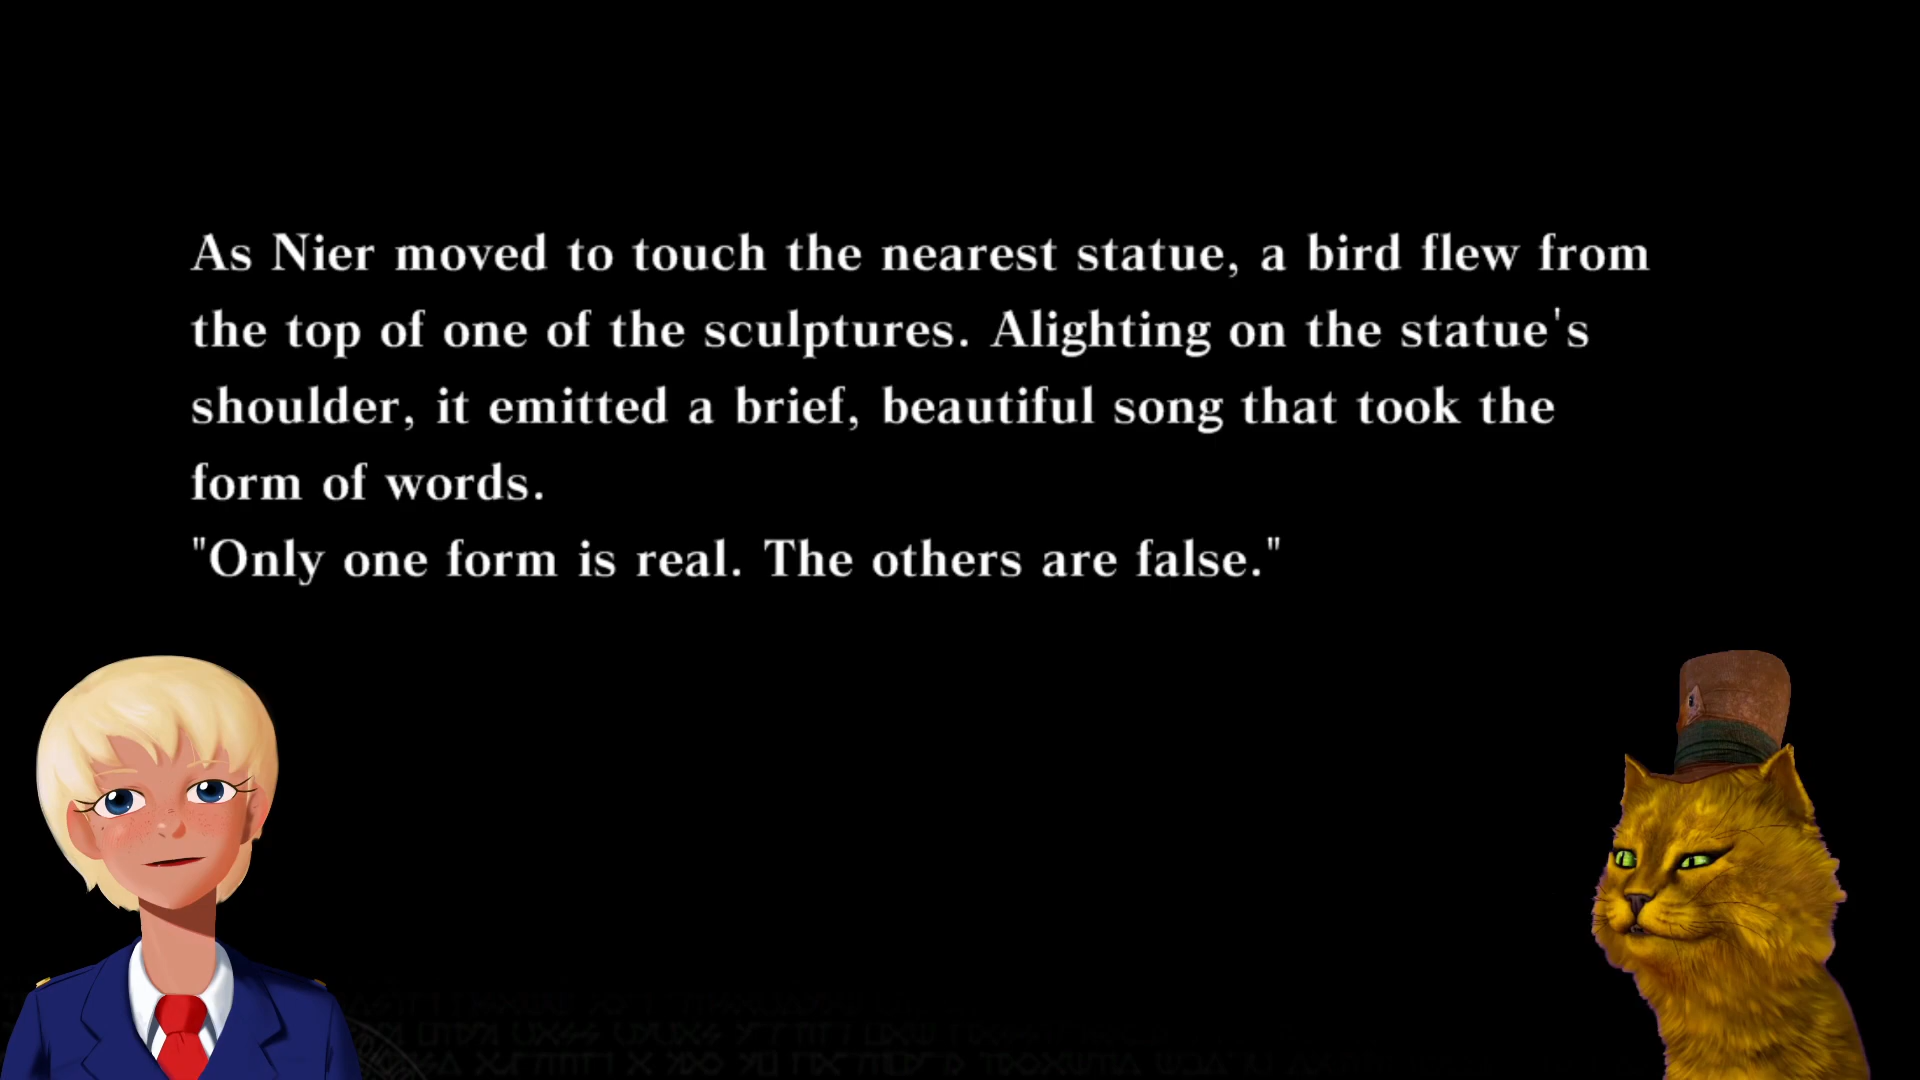 As Nier moved to touch the nearest statue, a bird flew from
the top of one of the sculptures. Alighting on the statue's
shoulder, it emitted a brief, beautiful song that took the
form of words.
"Only one form is real. The others are false."